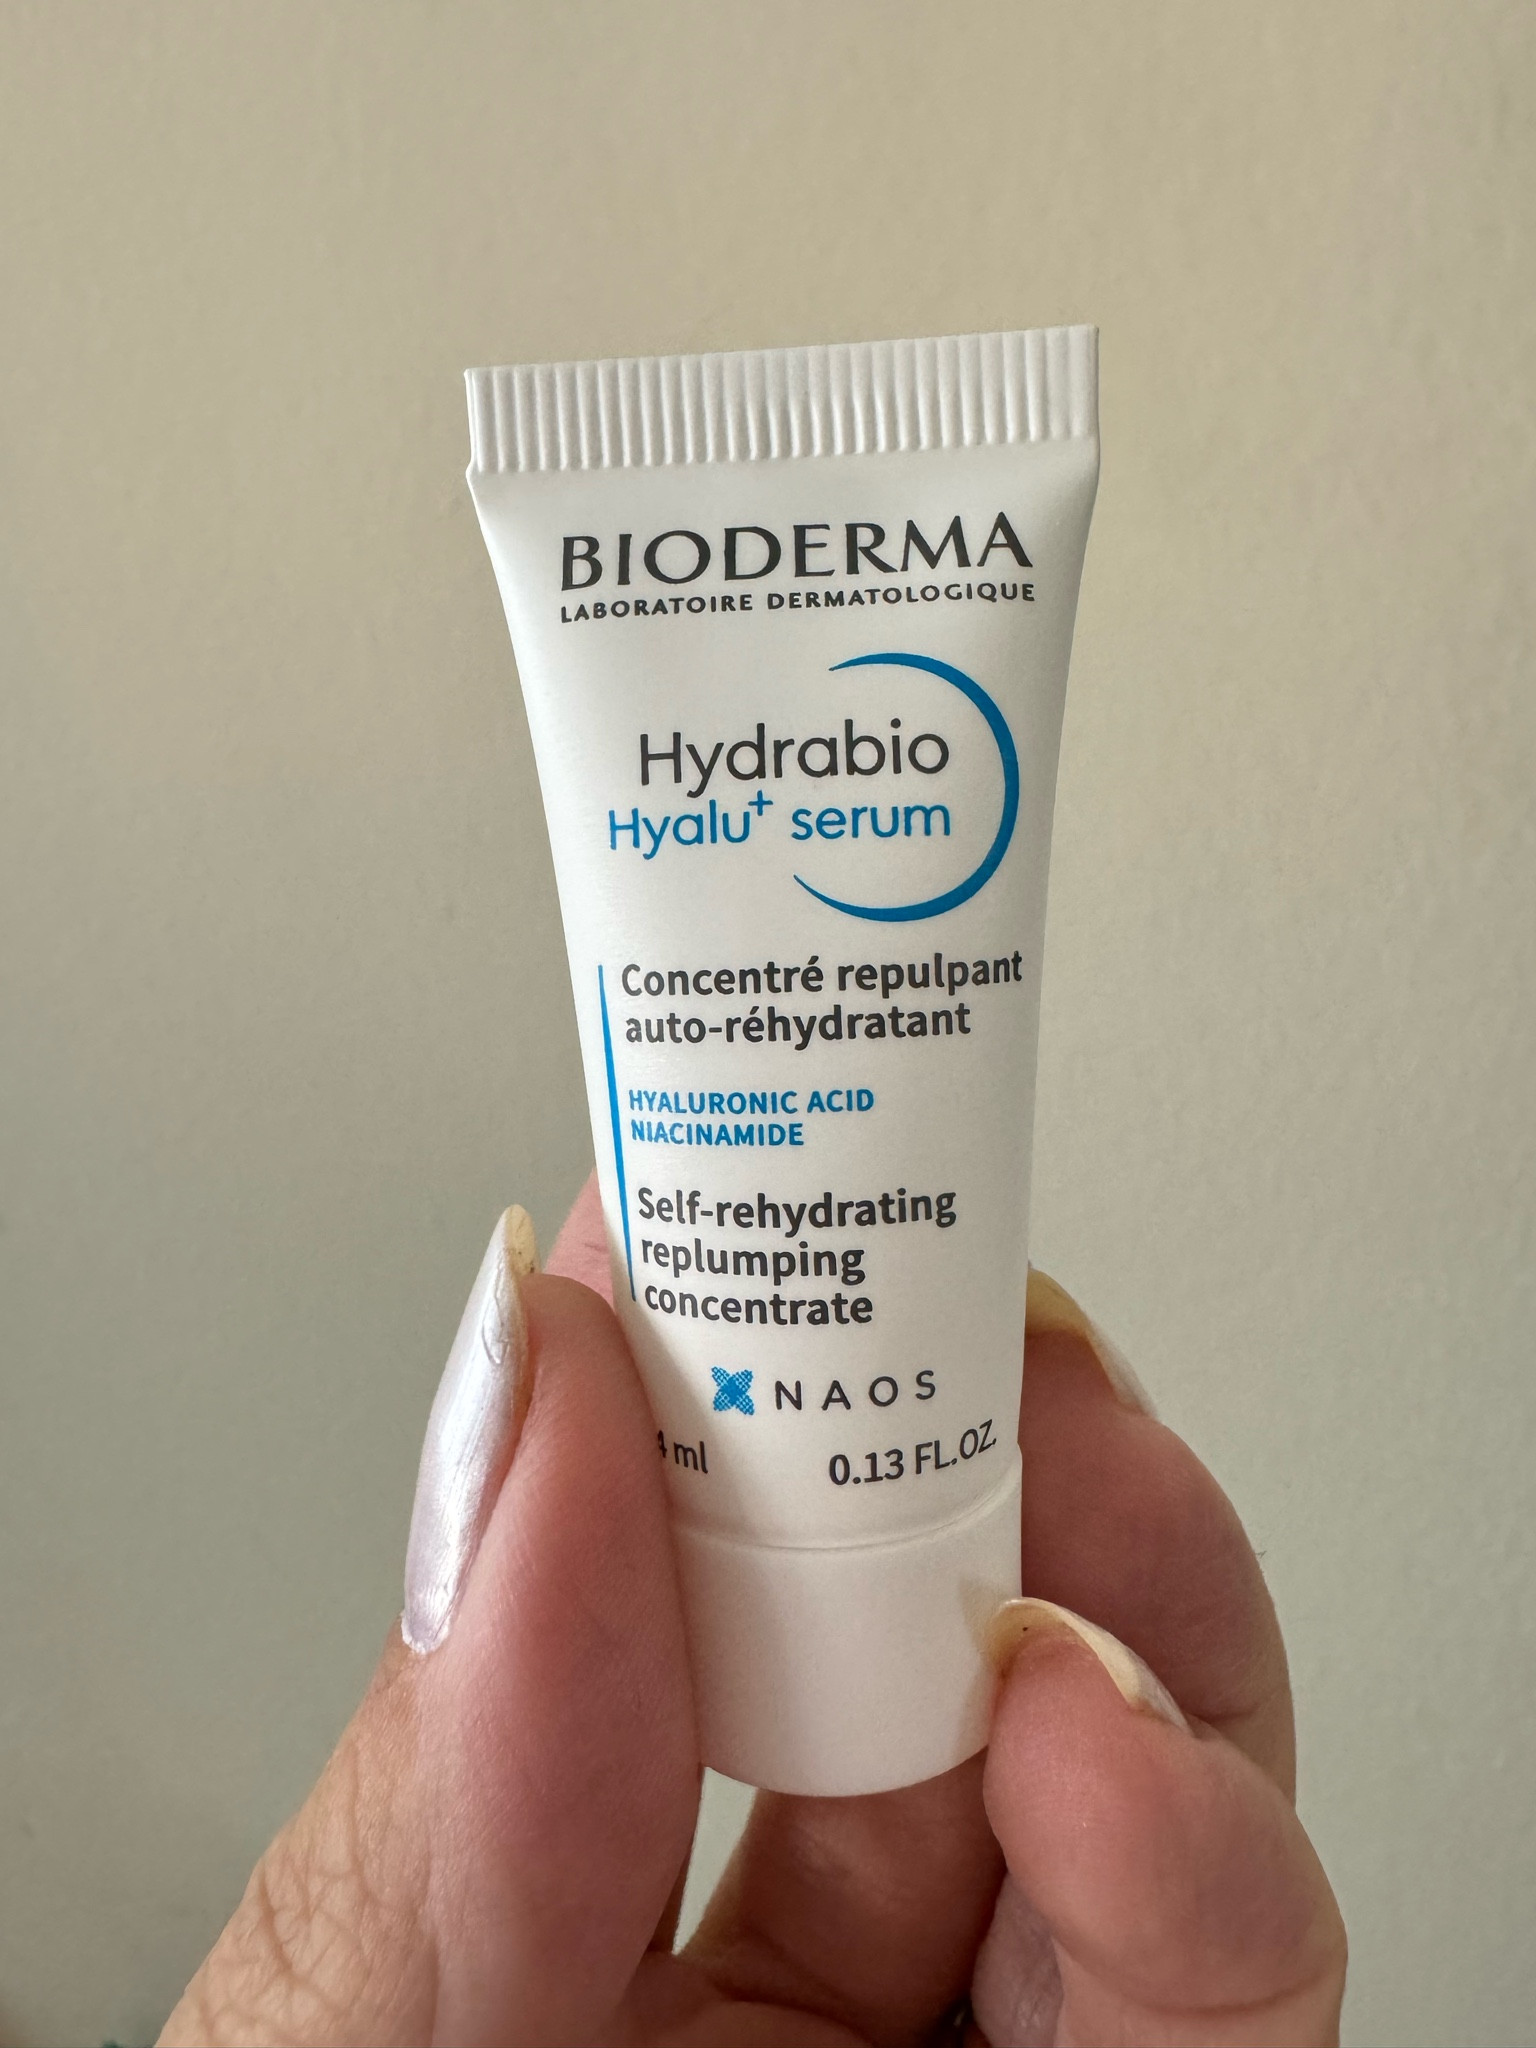 BIODERMA
LABORATOIRE DERMATOLOGIQUE
Hydrabio
Hyalu+ serum
Concentré repulpant
auto-réhydratant
HYALURONIC ACID
NIACINAMIDE
Self-rehydrating
replumping
concentrate
NAOS
4 ml 0.13 FL.OZ.